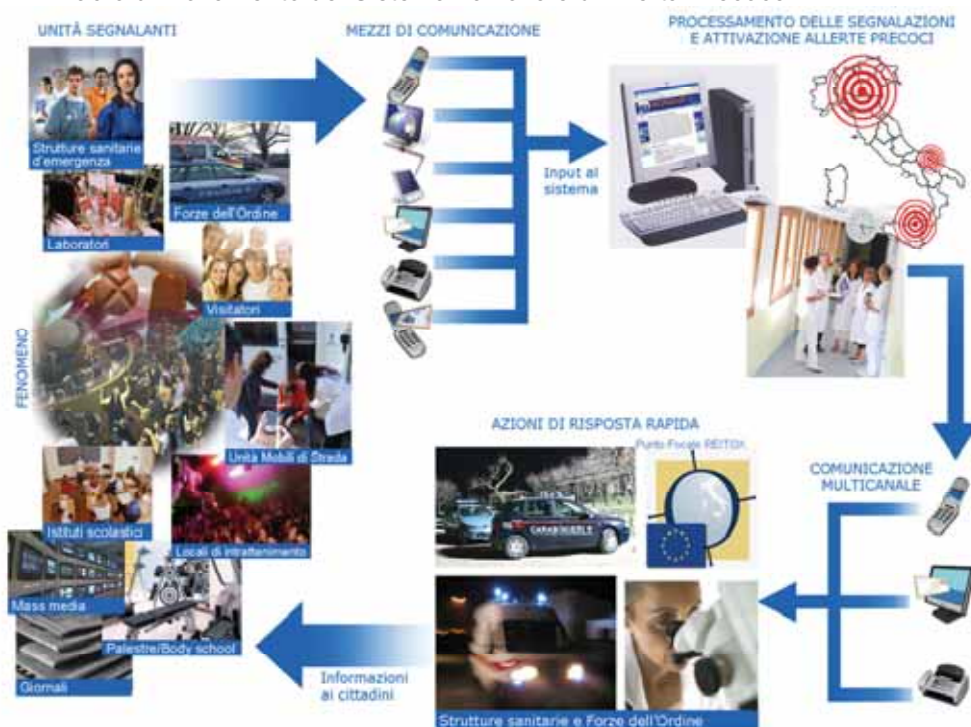 UNITÀ SEGNALANTI
MEZZI DI COMUNICAZIONE
PROCESSAMENTO DELLE SEGNALAZIONI
E ATTIVAZIONE ALLERTE PRECOCI
Strutture sanitarie
d'emergenza
Forze dell'Ordine
Laboratori
Visitatori
Input al
sistema
FENOMENO
Unità Mobili di Strada
Istituti scolastici
Locali di intrattenimento
Mass media
Palestre/Body school
Giornali
AZIONI DI RISPOSTA RAPIDA
Punto Focale REITOX
CARABINIERI
COMUNICAZIONE
MULTICANALE
Informazioni
ai cittadini
Strutture sanitarie e Forze dell'Ordine